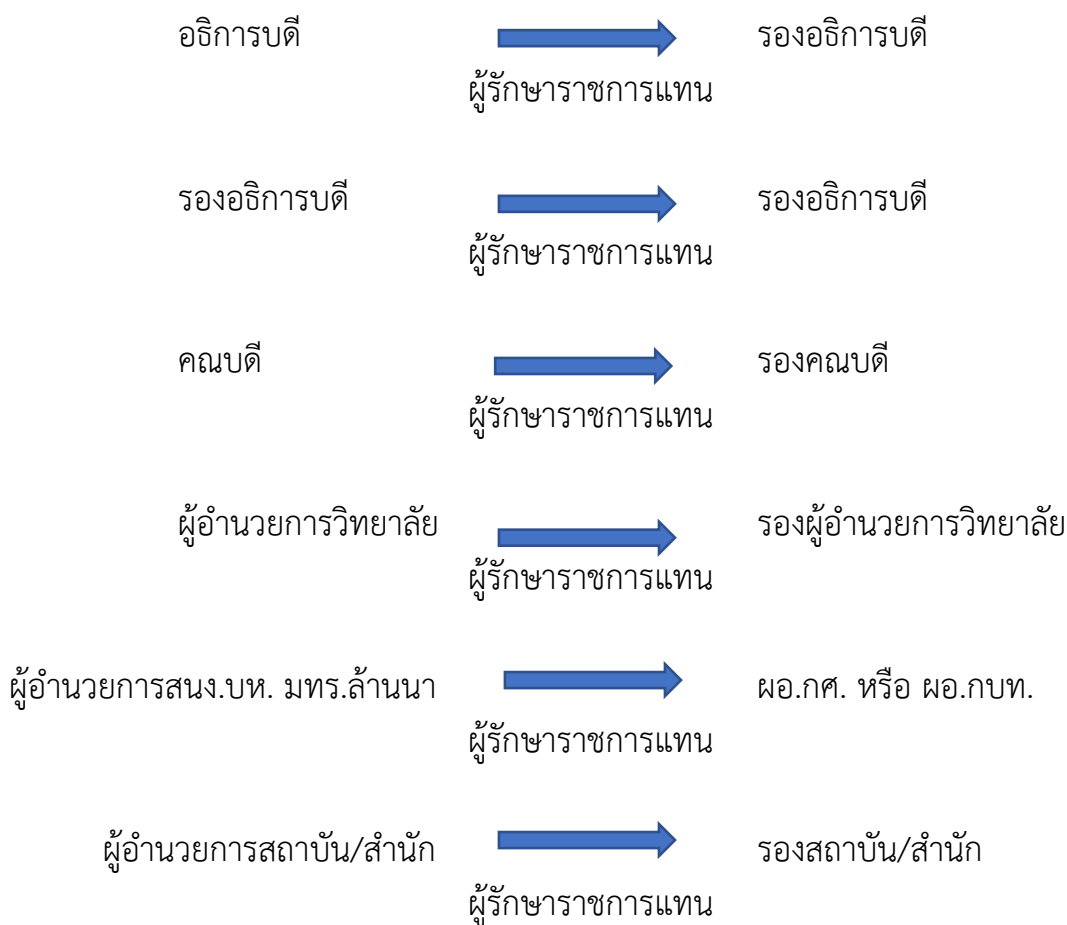 อธิการบดี รองอธิการบดี
ผู้รักษาราชการแทน
รองอธิการบดี รองอธิการบดี
ผู้รักษาราชการแทน
คณบดี รองคณบดี
ผู้รักษาราชการแทน
ผู้อำนวยการวิทยาลัย รองผู้อำนวยการวิทยาลัย
ผู้รักษาราชการแทน
ผู้อำนวยการสนง.บห. มทร.ล้านนา ผอ.กศ. หรือ ผอ.กบท.
ผู้รักษาราชการแทน
ผู้อำนวยการสถาบัน/สำนัก รองสถาบัน/สำนัก
ผู้รักษาราชการแทน